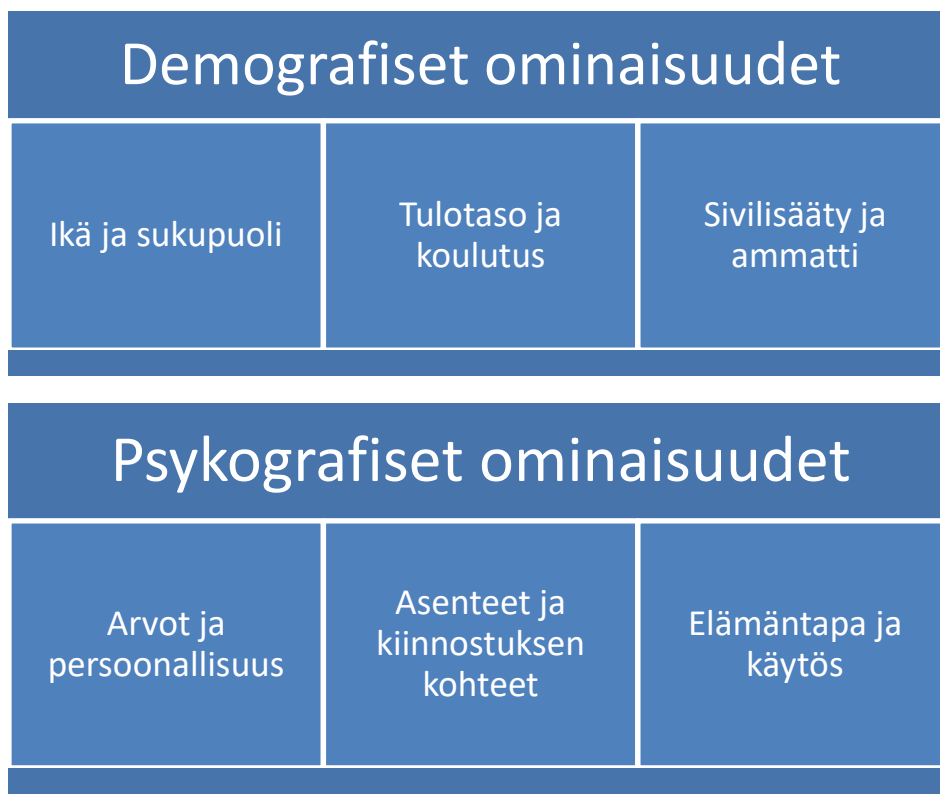 Demografiset ominaisuudet
Ikä ja sukupuoli
Tulotaso ja
koulutus
Sivilisääty ja
ammatti
Psykografiset ominaisuudet
Arvot ja
persoonallisuus
Asenteet ja
kiinnostuksen
kohteet
Elämäntapa ja
käytös